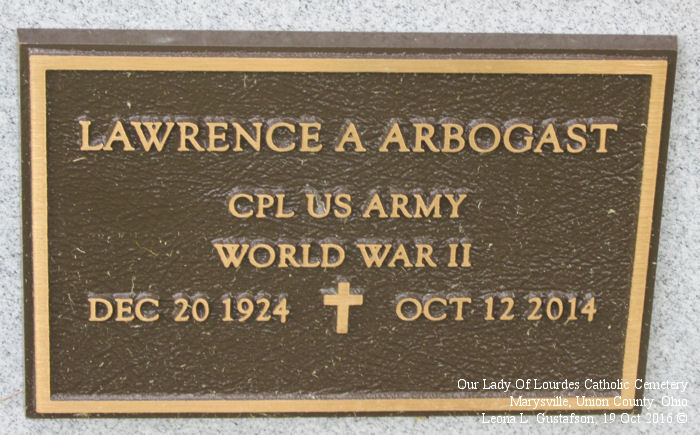 LAWRENCE A ARBOGAST
CPL US ARMY
WORLD WAR II
DEC 20 1924 OCT 12 2014
Our Lady Of Lourdes Catholic Cemetery
Marysville, Union County, Ohio
Leona L. Gustafson, 19 Oct 2016 ©